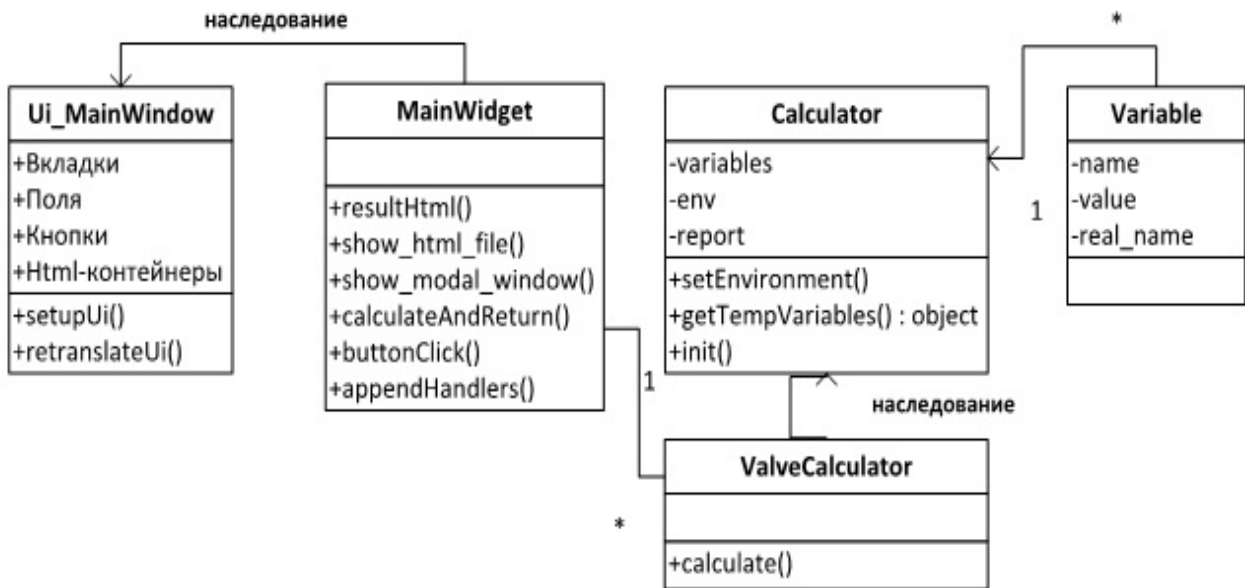 наследование
*
Ui_MainWindow
+Вкладки
+Поля
+Кнопки
+Html-контейнеры
+setupUi()
+retranslateUi()
MainWidget
+resultHtml()
+show_html_file()
+show_modal_window()
+calculateAndReturn()
+buttonClick()
+appendHandlers()
Calculator
-variables
-env
-report
+setEnvironment()
+getTempVariables() : object
+init()
Variable
-name
-value
-real_name
1
1
наследование
ValveCalculator
*
+calculate()